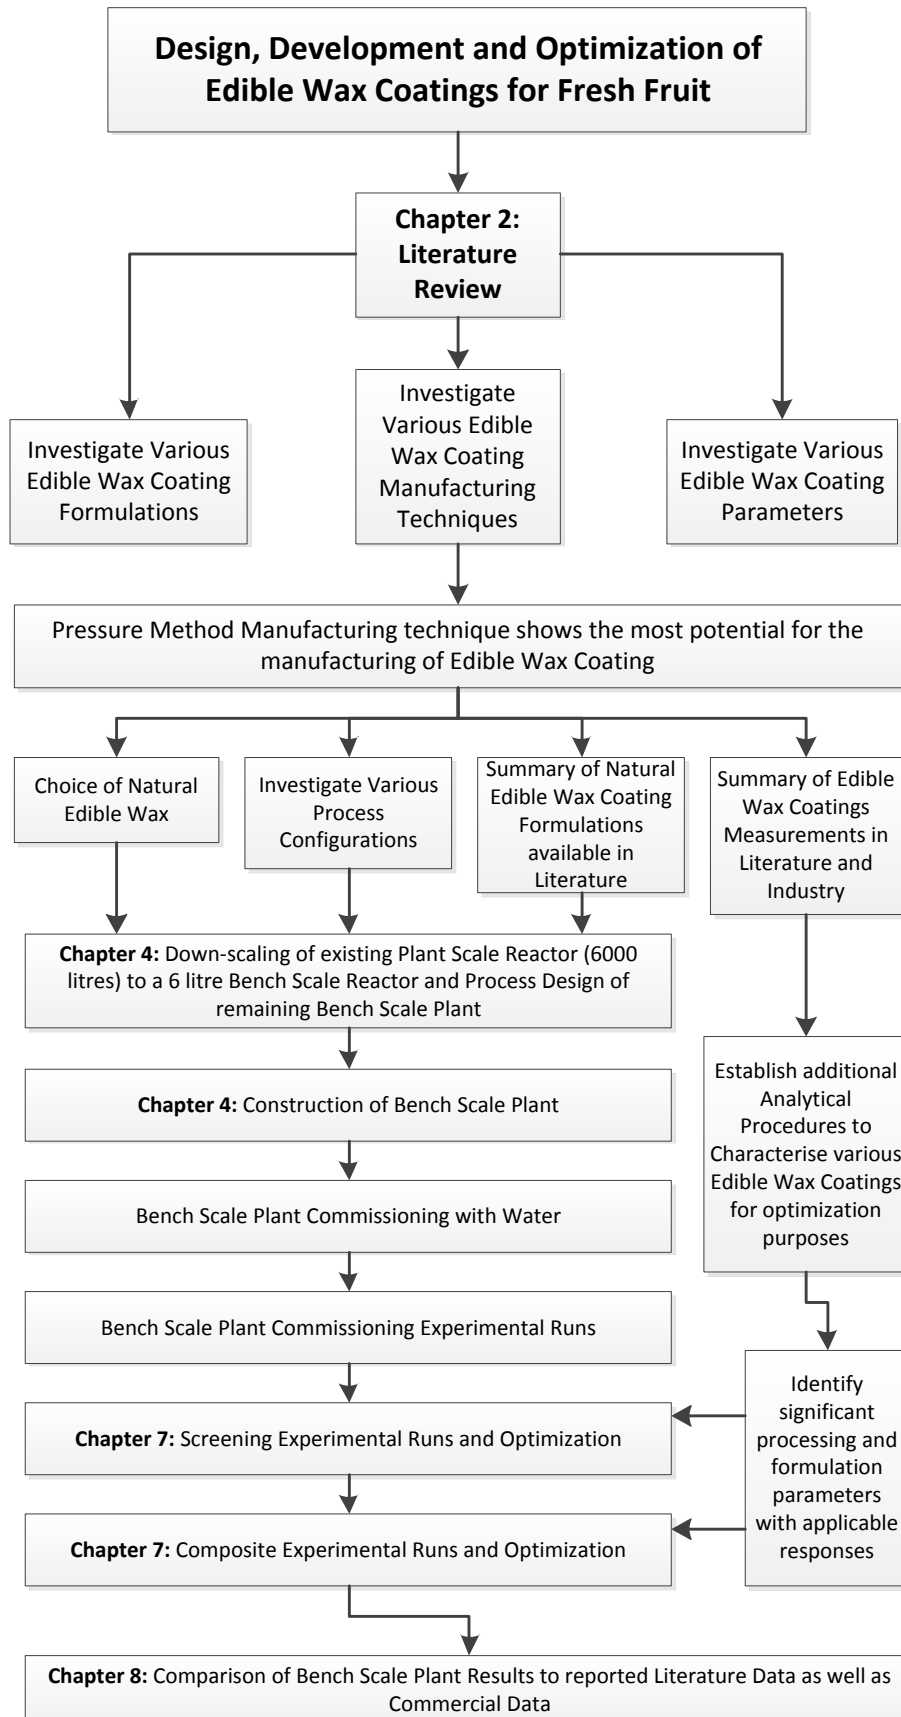 Design, Development and Optimization of
Edible Wax Coatings for Fresh Fruit
Chapter 2:
Literature
Review
Investigate Various
Edible Wax Coating
Formulations
Investigate
Various Edible
Wax Coating
Manufacturing
Techniques
Investigate Various
Edible Wax Coating
Parameters
Pressure Method Manufacturing technique shows the most potential for the
manufacturing of Edible Wax Coating
Choice of Natural
Edible Wax
Investigate Various
Process
Configurations
Summary of Natural
Edible Wax Coating
Formulations
available in
Literature
Summary of Edible
Wax Coatings
Measurements in
Literature and
Industry
Chapter 4: Down-scaling of existing Plant Scale Reactor (6000
litres) to a 6 litre Bench Scale Reactor and Process Design of
remaining Bench Scale Plant
Chapter 4: Construction of Bench Scale Plant
Bench Scale Plant Commissioning with Water
Bench Scale Plant Commissioning Experimental Runs
Establish additional
Analytical
Procedures to
Characterise various
Edible Wax Coatings
for optimization
purposes
Chapter 7: Screening Experimental Runs and Optimization
Chapter 7: Composite Experimental Runs and Optimization
Identify
significant
processing and
formulation
parameters
with applicable
responses
Chapter 8: Comparison of Bench Scale Plant Results to reported Literature Data as well as
Commercial Data